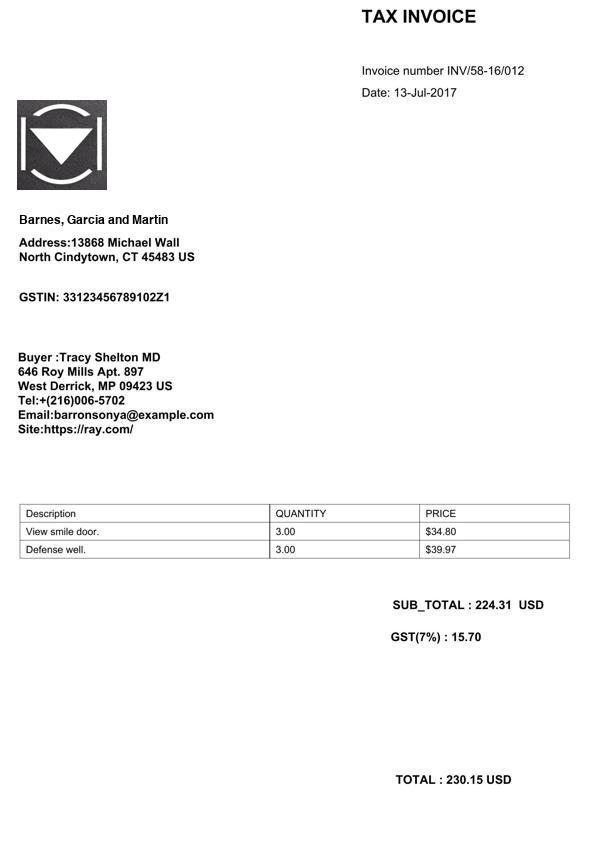 TAX INVOICE
Invoice number INV/58-16/012
Date: 13-Jul-2017
Barnes, Garcia and Martin
Address:13868 Michael Wall
North Cindytown, CT 45483 US
GSTIN: 33123456789102Z1
Buyer :Tracy Shelton MD
646 Roy Mills Apt. 897
West Derrick, MP 09423 US
Tel:+(216)006-5702
Email:barronsonya@example.com
Site:https://ray.com/
Description QUANTITY PRICE
View smile door. 3.00 $34.80
Defense well. 3.00 $39.97
SUB_TOTAL : 224.31 USD
GST(7%) : 15.70
TOTAL : 230.15 USD